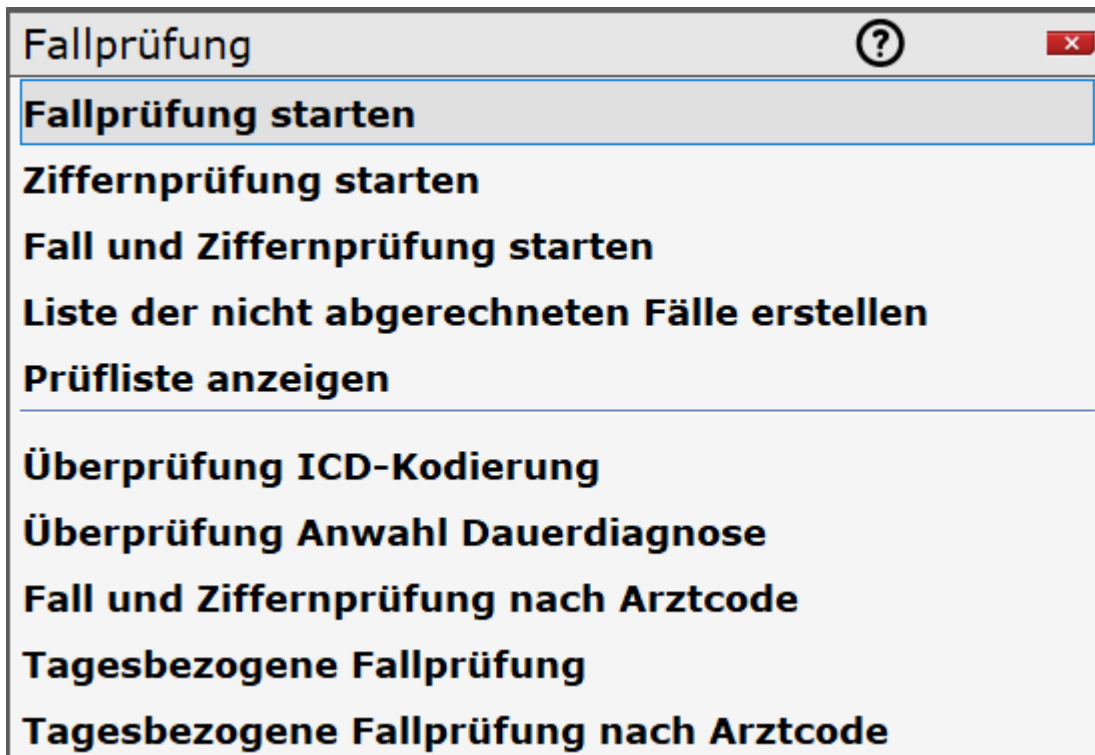 Fallprüfung
Fallprüfung starten
Ziffernprüfung starten
Fall und Ziffernprüfung starten
Liste der nicht abgerechneten Fälle erstellen
Prüfliste anzeigen
Überprüfung ICD-Kodierung
Überprüfung Anwahl Dauerdiagnose
Fall und Ziffernprüfung nach Arztcode
Tagesbezogene Fallprüfung
Tagesbezogene Fallprüfung nach Arztcode